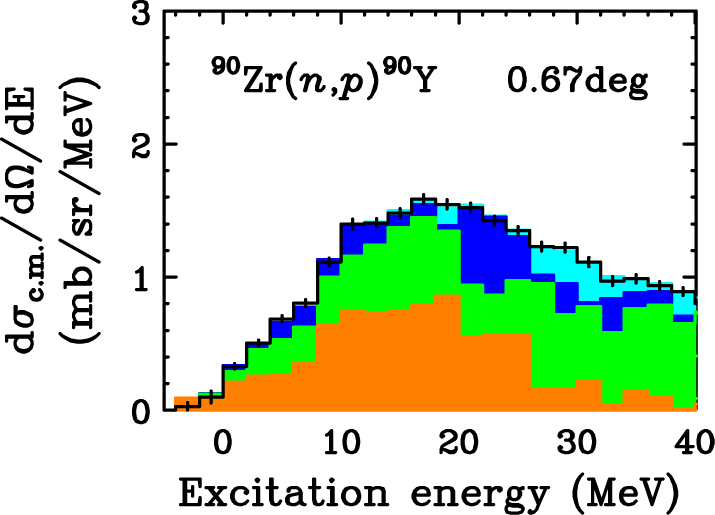 3
2
1
0
dσc.m./dΩ/dE
(mb/sr/MeV)
⁹⁰Zr(n,p)⁹⁰Y 0.67deg
0 10 20 30 40
Excitation energy (MeV)